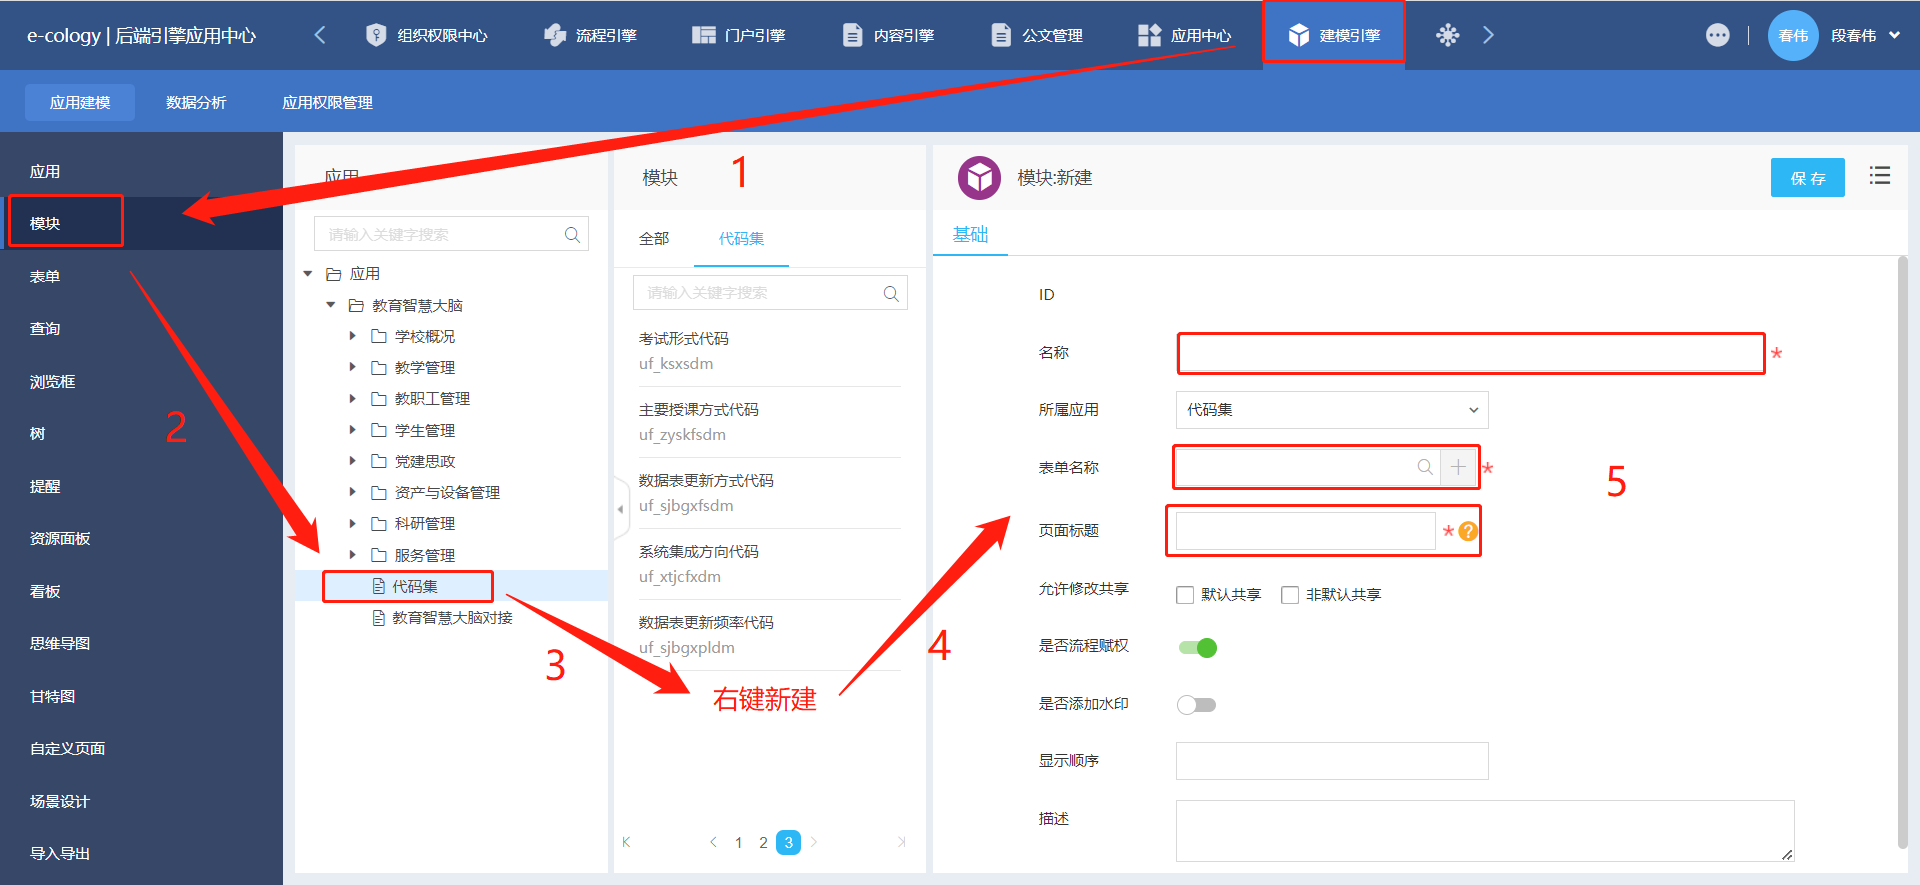 e-cology | 后端引擎应用中心
组织权限中心
流程引擎
门户引擎
内容引擎
公文管理
应用中心
建模引擎
春伟
段春伟
应用建模
数据分析
应用权限管理
应用
模块
表单
查询
浏览框
树
提醒
资源面板
看板
思维导图
甘特图
自定义页面
场景设计
导入导出
应用
请输入关键字搜索
应用
教育智慧大脑
学校概况
教学管理
教职工管理
学生管理
党建思政
资产与设备管理
科研管理
服务管理
代码集
教育智慧大脑对接
模块
全部
代码集
请输入关键字搜索
考试形式代码
uf_ksxsdm
主要授课方式代码
uf_zyskfsdm
数据表更新方式代码
uf_sjbgxfsdm
系统集成方向代码
uf_xtjcfxdm
数据表更新频率代码
uf_sjbgxpldm
1 2 3
模块:新建
保 存
基础
ID
名称
*
所属应用
代码集
表单名称
*
页面标题
* ?
允许修改共享
默认共享
非默认共享
是否流程赋权
是否添加水印
显示顺序
描述
1
2
3
右键新建
4
5